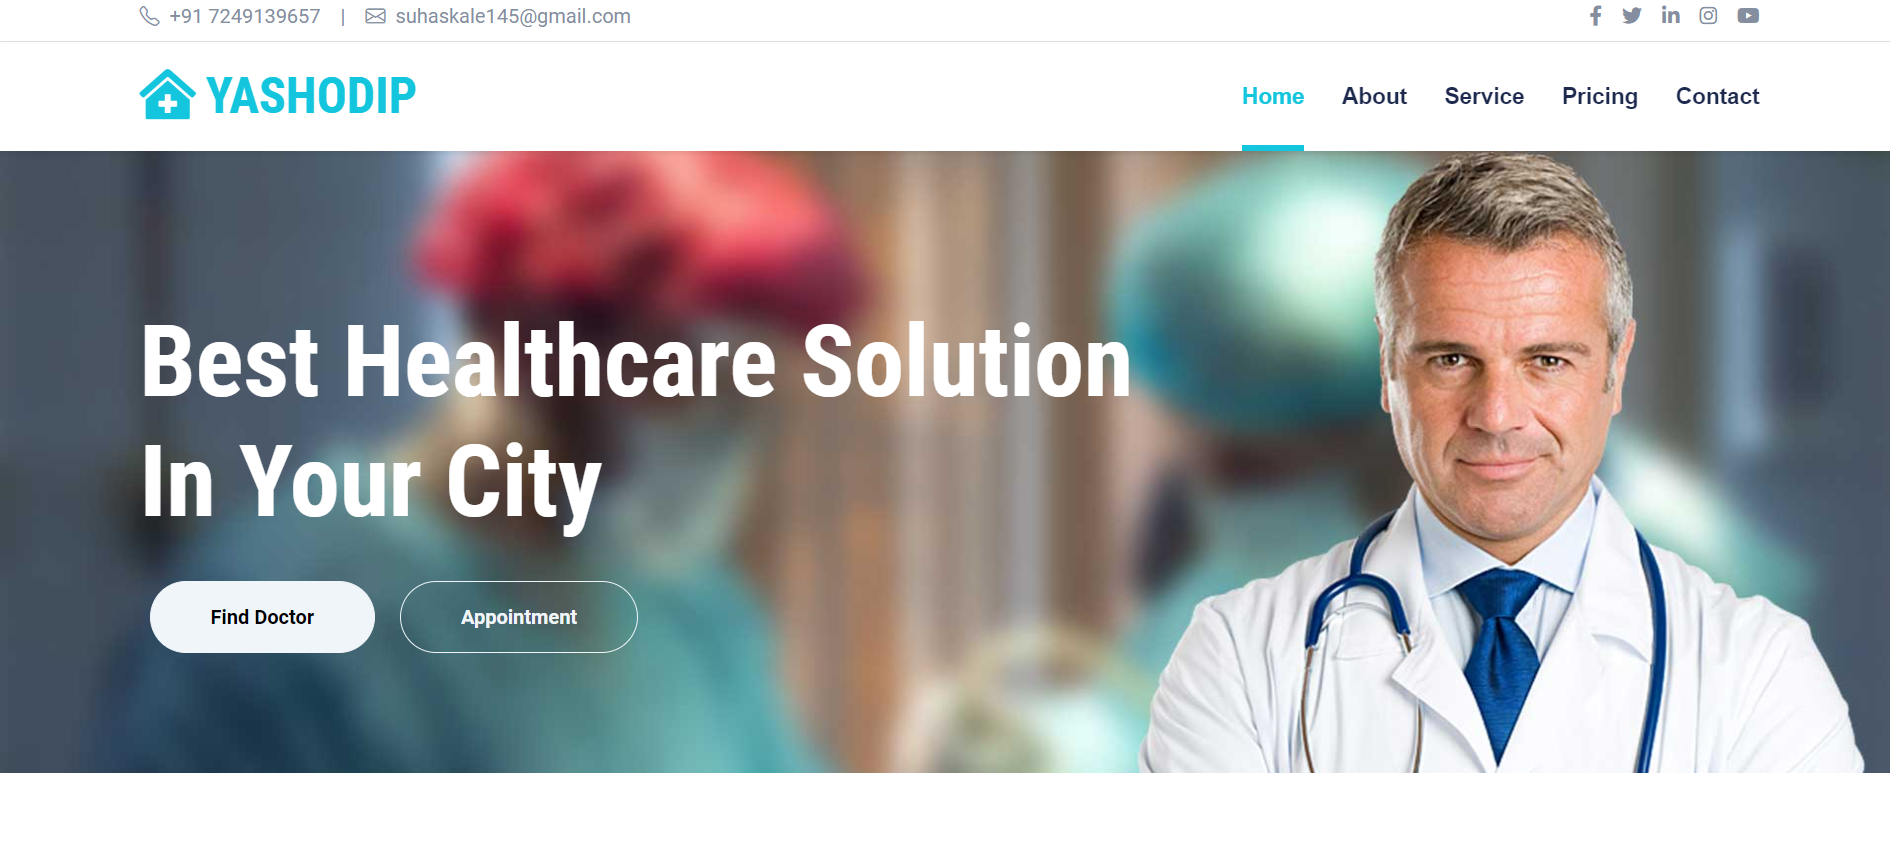 +91 7249139657 | suhaskale145@gmail.com
YASHODIP
Home About Service Pricing Contact
Best Healthcare Solution
In Your City
Find Doctor Appointment